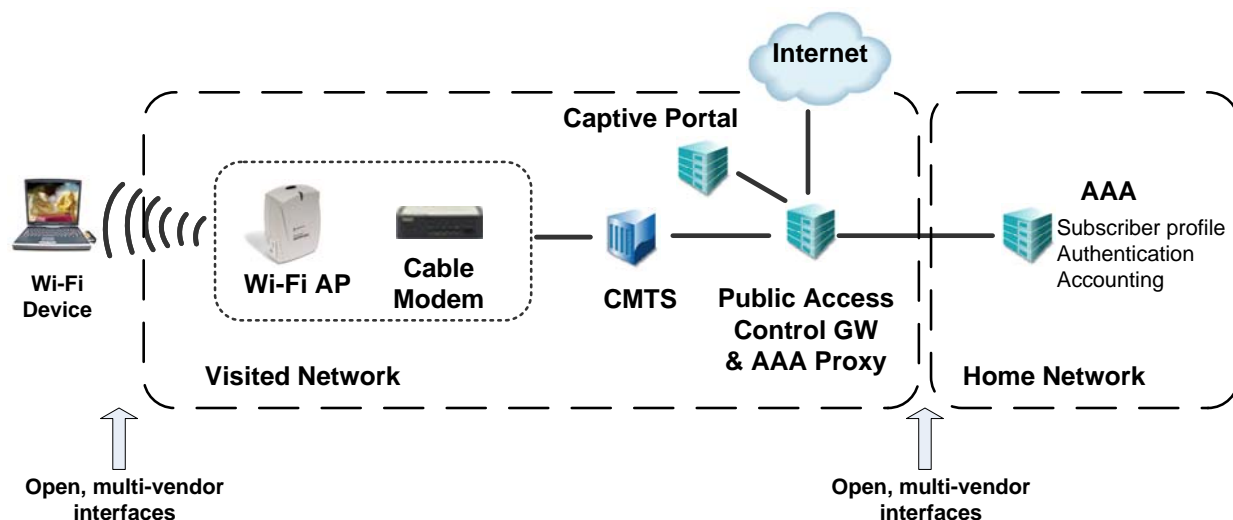 Internet
Captive Portal
AAA
Subscriber profile
Authentication
Accounting
Wi-Fi AP
Cable
Modem
Wi-Fi
Device
CMTS
Public Access
Control GW
& AAA Proxy
Visited Network
Home Network
Open, multi-vendor
interfaces
Open, multi-vendor
interfaces